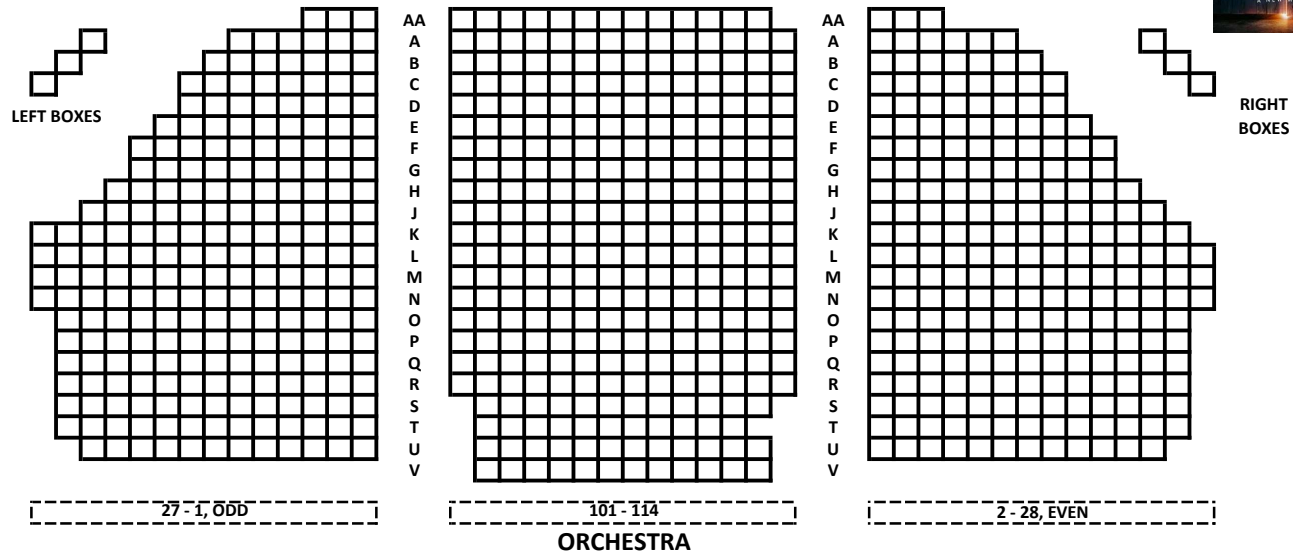 AA AA
A A
B B
C C
D D
E E
F F
G G
H H
J J
K K
L L
M M
N N
O O
P P
Q Q
R R
S S
T T
U U
V V
LEFT BOXES
RIGHT
BOXES
27 - 1, ODD
101 - 114
2 - 28, EVEN
ORCHESTRA